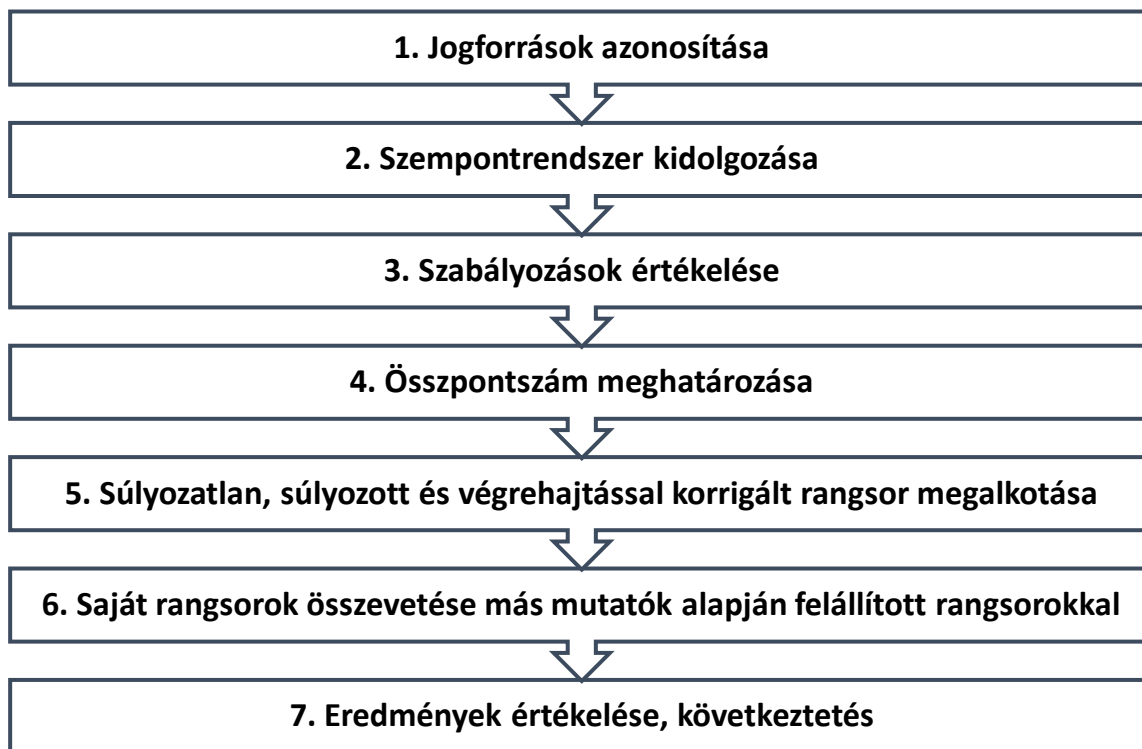 1. Jogforrások azonosítása
2. Szempontrendszer kidolgozása
3. Szabályozások értékelése
4. Összpontszám meghatározása
5. Súlyozatlan, súlyozott és végrehajtással korrigált rangsor megalkotása
6. Saját rangsorok összevetése más mutatók alapján felállított rangsorokkal
7. Eredmények értékelése, következtetés